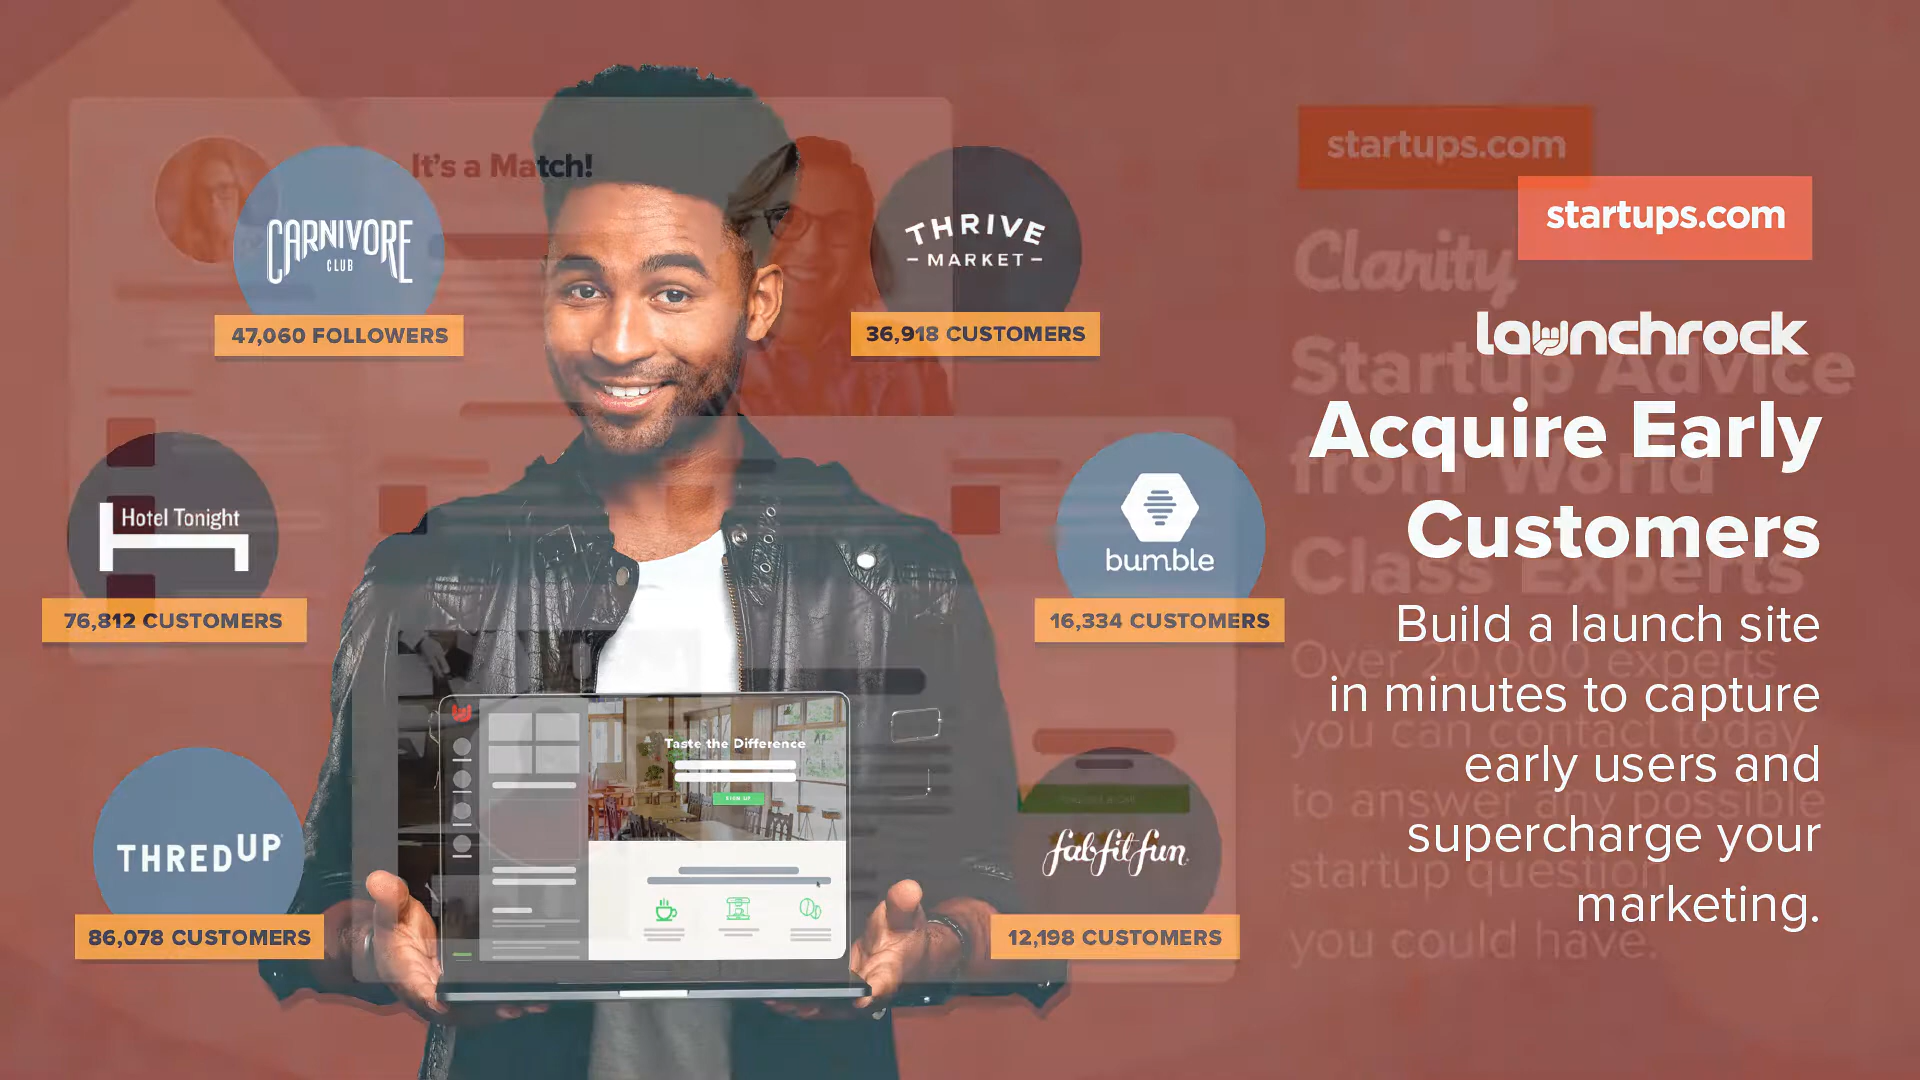 It's a Match!
CARNIVORE
CLUB
47,060 FOLLOWERS
THRIVE
MARKET
36,918 CUSTOMERS
Hotel Tonight
76,812 CUSTOMERS
bumble
16,334 CUSTOMERS
THREDUP
86,078 CUSTOMERS
fabfitfun
12,198 CUSTOMERS
Taste the Difference
SIGN UP
startups.com
launchrock
Acquire Early
Customers
Build a launch site
in minutes to capture
early users and
supercharge your
marketing.
startups.com
Clarity
Startup Advice
from World
Class Experts
Over 20,000 experts
you can contact today
to answer any possible
startup question
you could have.